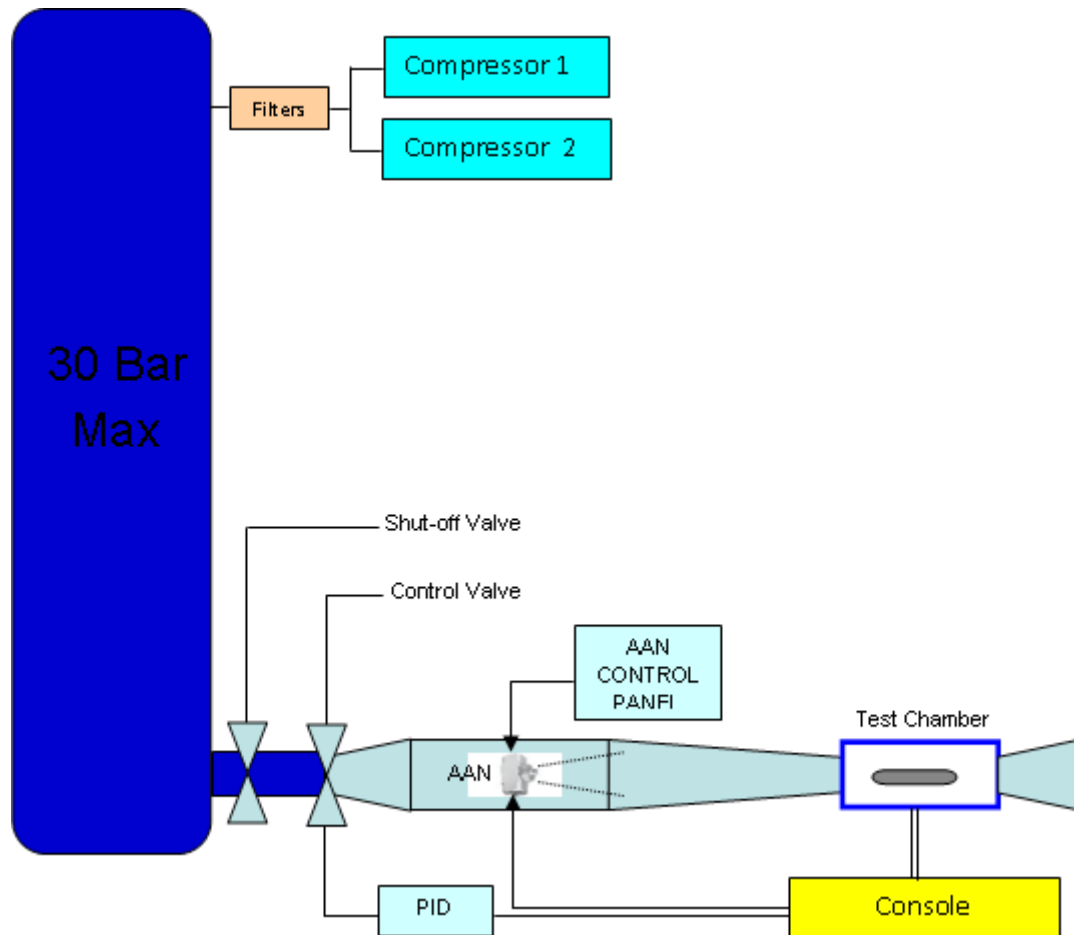 Compressor 1
Filters
Compressor 2
30 Bar
Max
Shut-off Valve
Control Valve
AAN
CONTROL
PANFI
Test Chamber
AAN
PID
Console